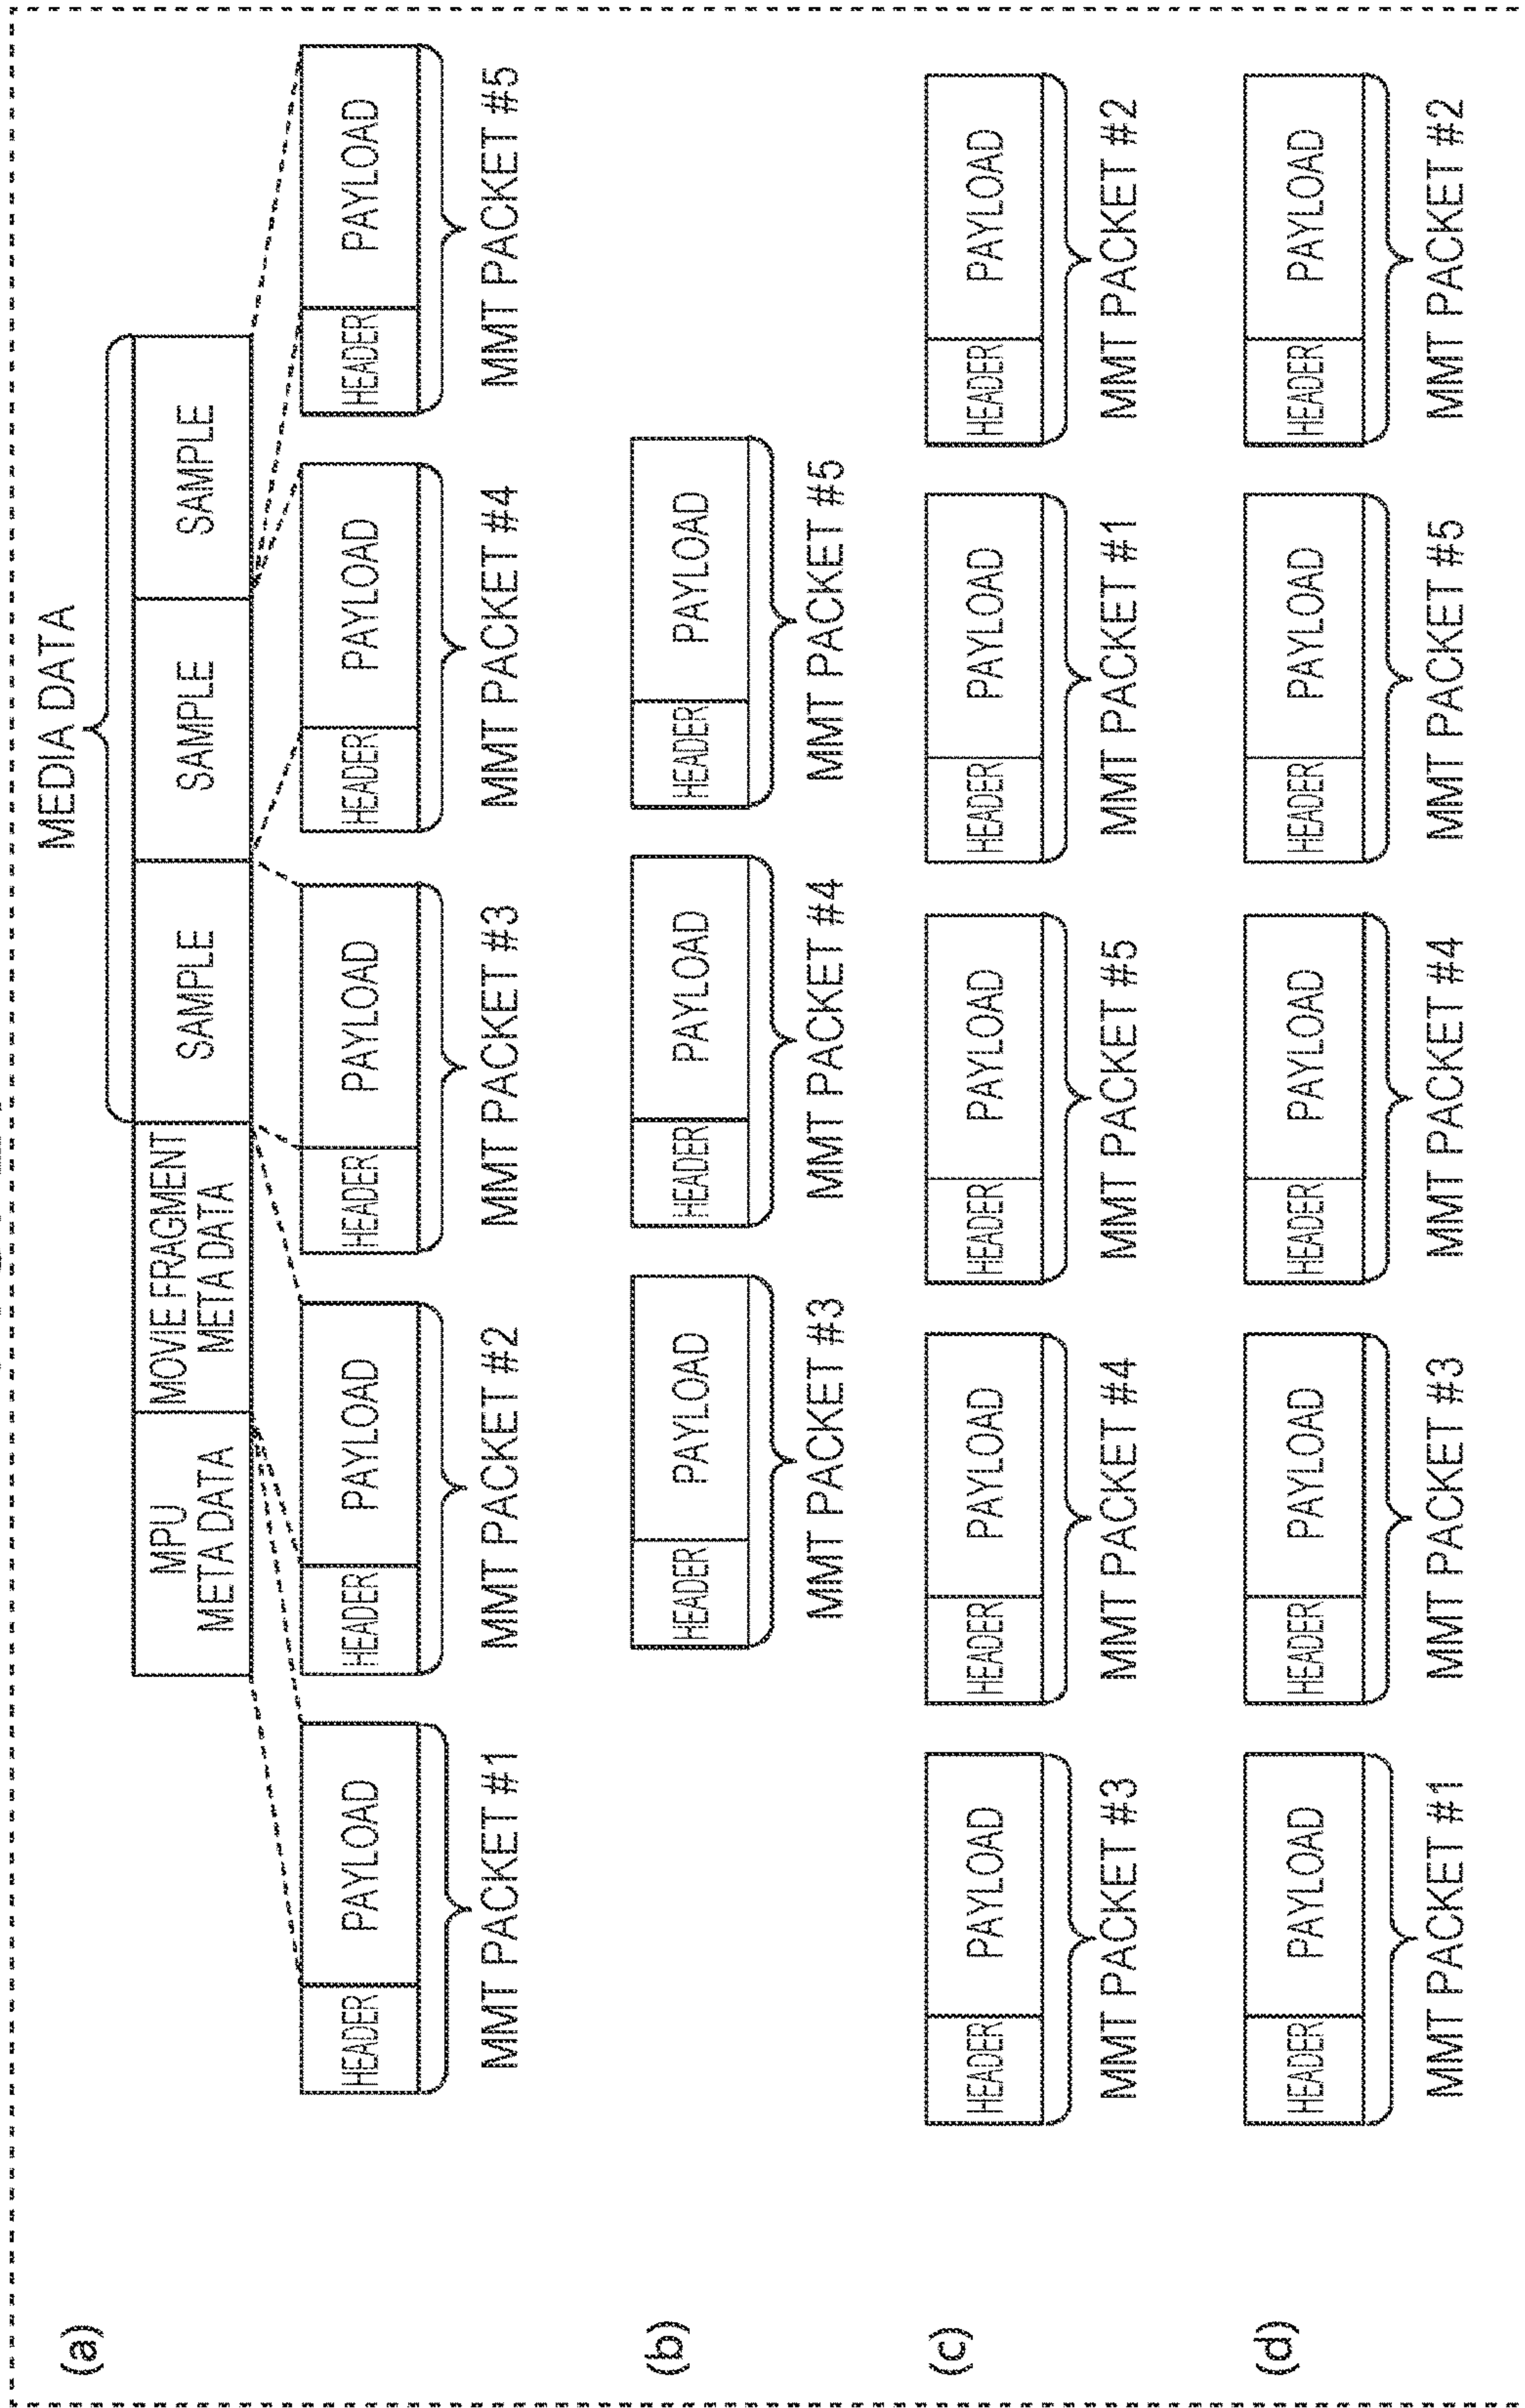 (a)
MEDIA DATA
MPU
META DATA
MOVIE FRAGMENT
META DATA
SAMPLE
SAMPLE
SAMPLE
HEADER
PAYLOAD
HEADER
PAYLOAD
HEADER
PAYLOAD
HEADER
PAYLOAD
HEADER
PAYLOAD
MMT PACKET #1
MMT PACKET #2
MMT PACKET #3
MMT PACKET #4
MMT PACKET #5
(b)
HEADER
PAYLOAD
HEADER
PAYLOAD
HEADER
PAYLOAD
MMT PACKET #3
MMT PACKET #4
MMT PACKET #5
(c)
HEADER
PAYLOAD
HEADER
PAYLOAD
HEADER
PAYLOAD
HEADER
PAYLOAD
HEADER
PAYLOAD
MMT PACKET #3
MMT PACKET #4
MMT PACKET #5
MMT PACKET #1
MMT PACKET #2
(d)
HEADER
PAYLOAD
HEADER
PAYLOAD
HEADER
PAYLOAD
HEADER
PAYLOAD
HEADER
PAYLOAD
MMT PACKET #1
MMT PACKET #3
MMT PACKET #4
MMT PACKET #5
MMT PACKET #2